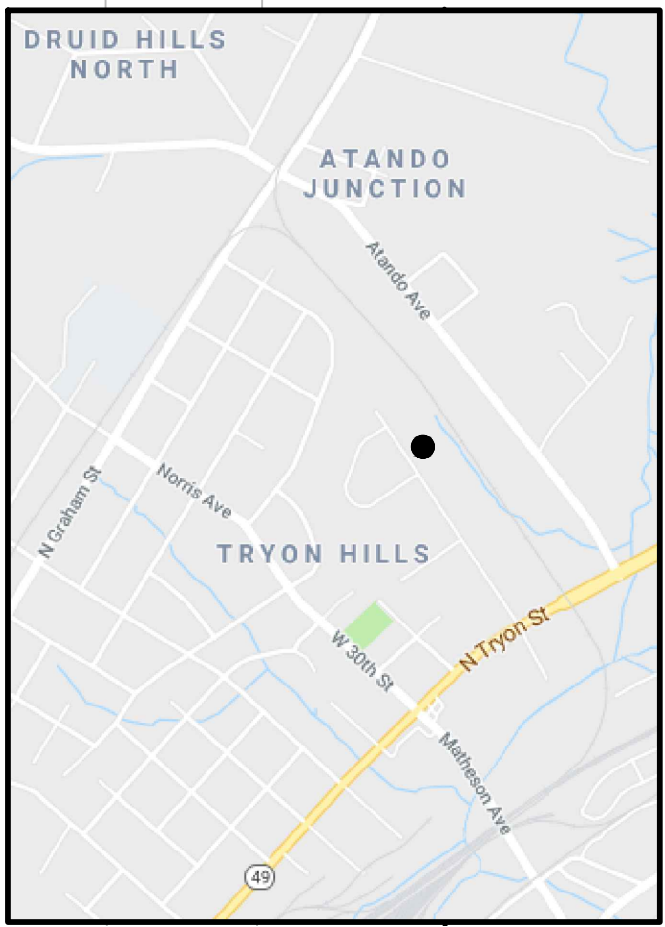 DRUID HILLS
NORTH
ATANDO
JUNCTION
Atando Ave
N Graham St
Norris Ave
TRYON HILLS
N Tryon St
W 30th St
Matheson Ave
49